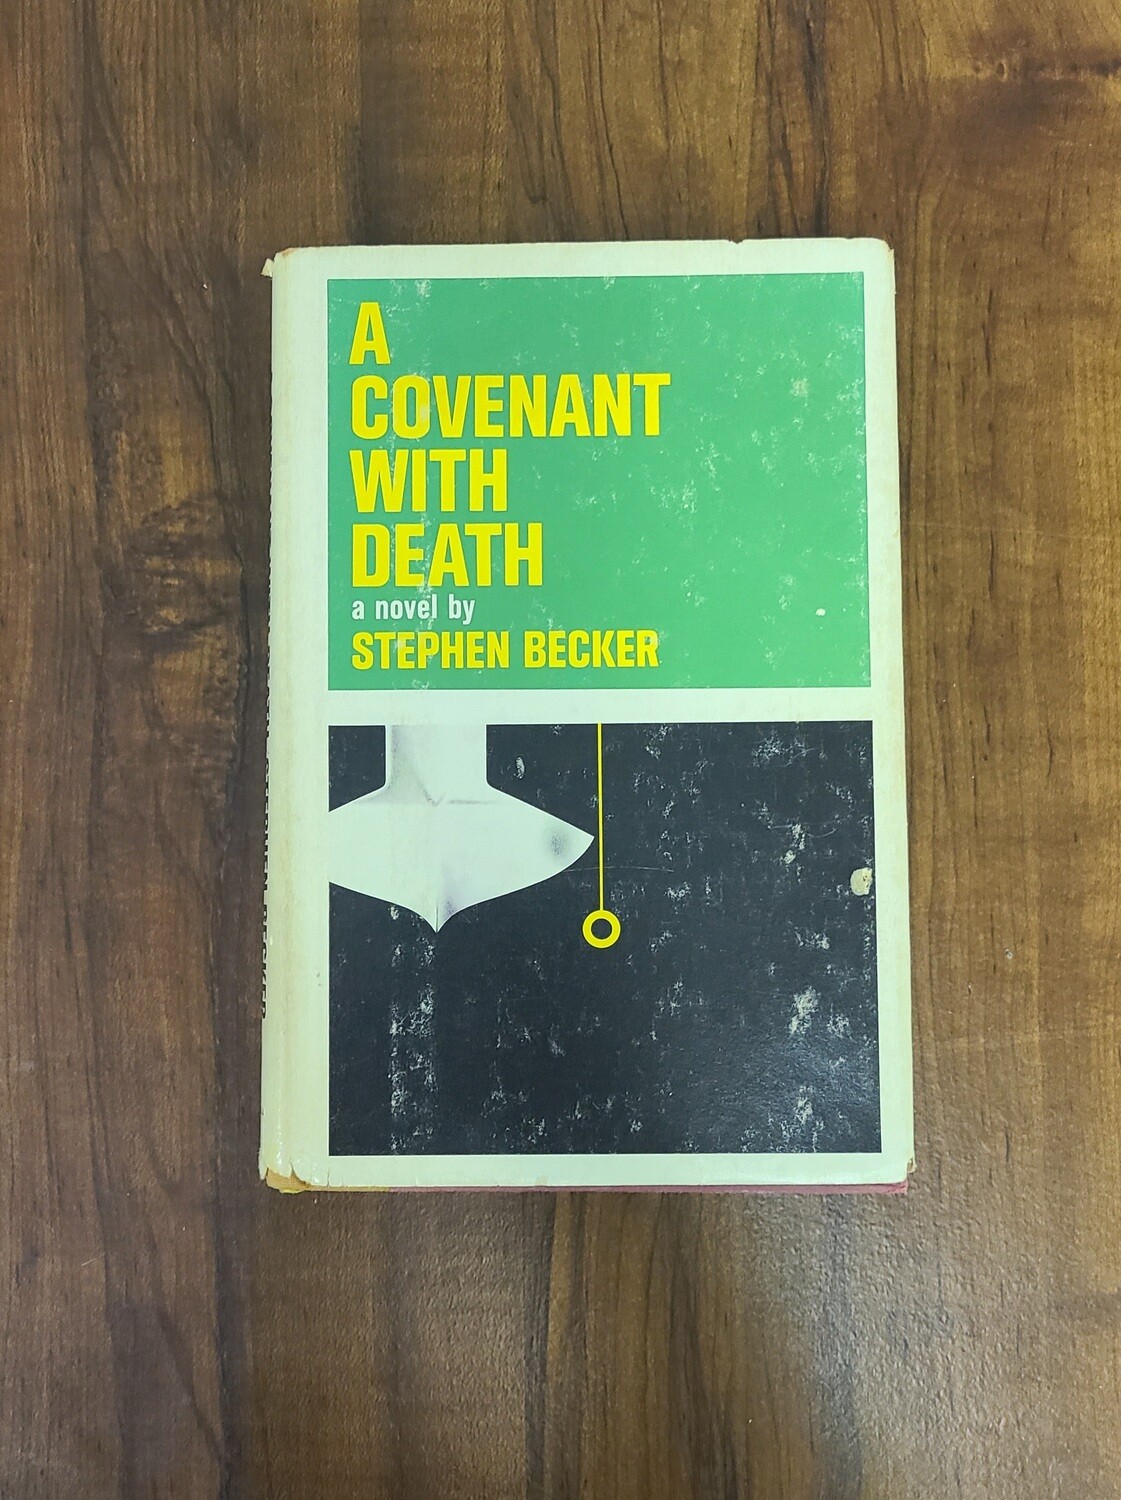 A
COVENANT
WITH
DEATH
a novel by
STEPHEN BECKER